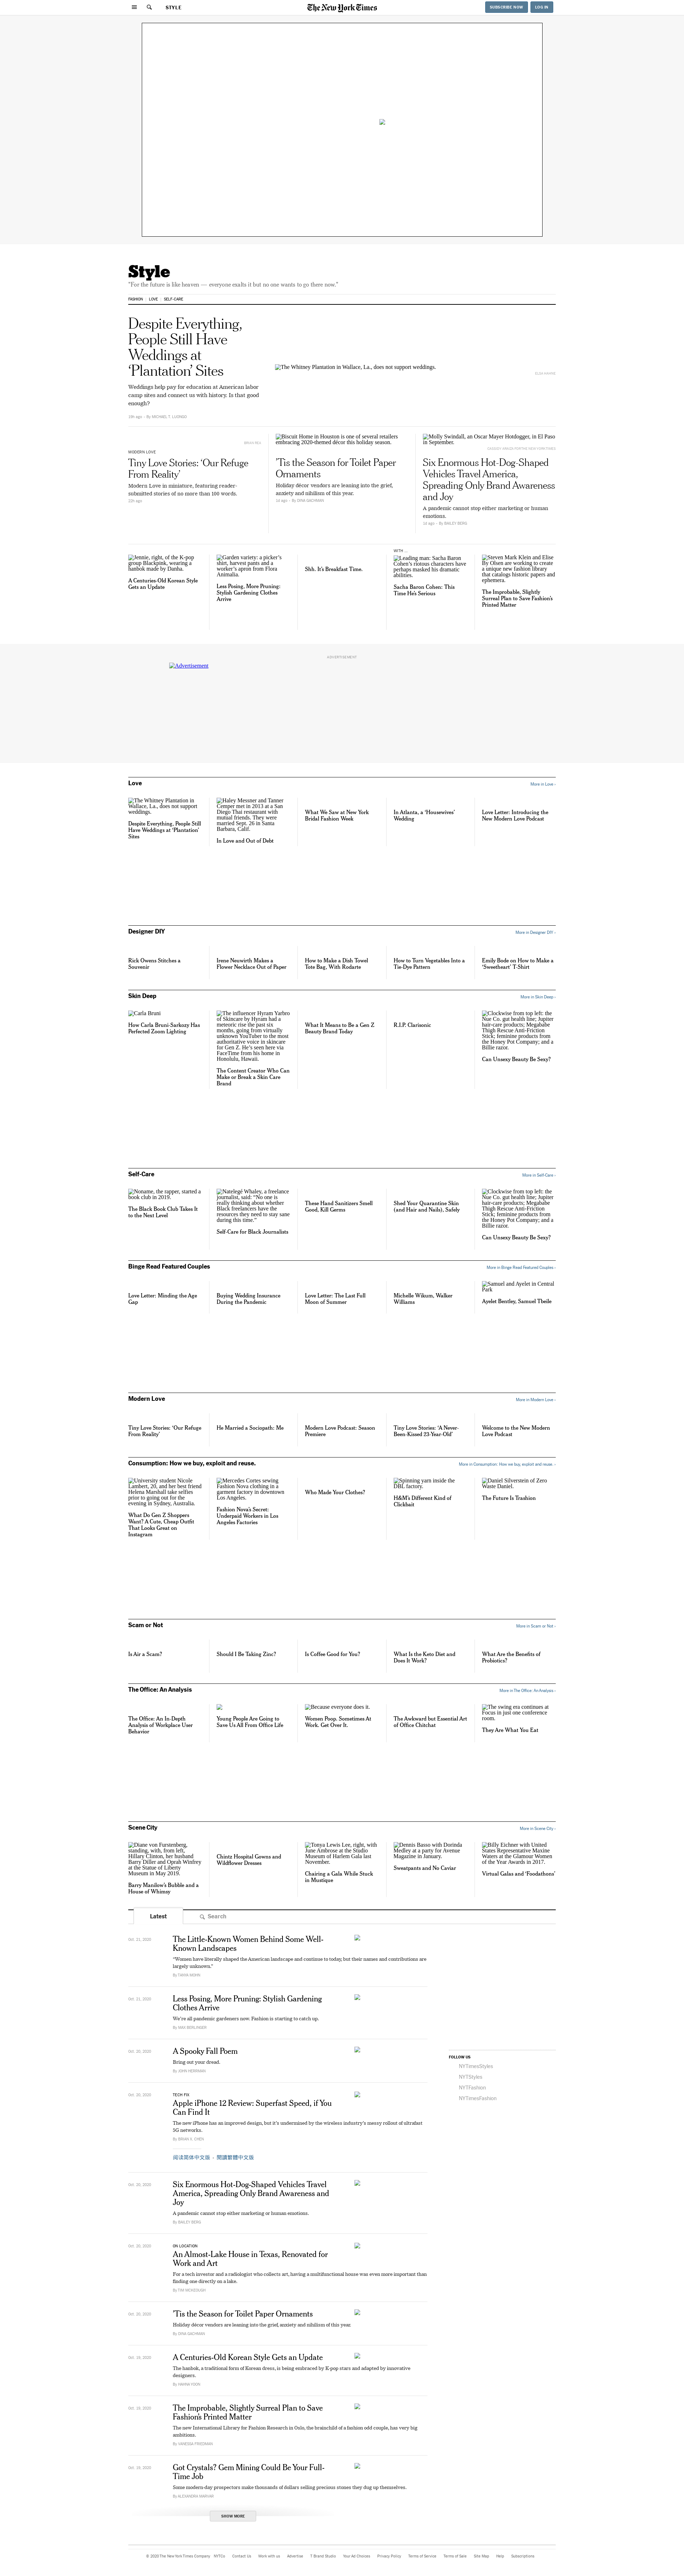 STYLE
The New York Times
SUBSCRIBE NOW
LOG IN
Style
"For the future is like heaven — everyone exalts it but no one wants to go there now."
FASHION
LOVE
SELF-CARE
Despite Everything,
People Still Have
Weddings at
‘Plantation’ Sites
Weddings help pay for education at American labor
camp sites and connect us with history. Is that good
enough?
The Whitney Plantation in Wallace, La., does not support weddings.
MODERN LOVE
Tiny Love Stories: ‘Our Refuge
From Reality’
Modern Love in miniature, featuring reader-
submitted stories of no more than 100 words.
Biscuit Home in Houston is one of several retailers
embracing 2020-themed décor this holiday season.
’Tis the Season for Toilet Paper
Ornaments
Holiday décor vendors are leaning into the grief,
anxiety and nihilism of this year.
Molly Swindall, an Oscar Mayer Hotdogger, in El Paso
in September.
Six Enormous Hot-Dog-Shaped
Vehicles Travel America,
Spreading Only Brand Awareness
and Joy
A pandemic cannot stop either marketing or human
emotions.
1d ago · By BAILEY BERG
Jennie, right, of the K-pop
group Blackpink, wearing a
hanbok made by Danha.
A Centuries-Old Korean Style
Gets an Update
Garden variety: a picker’s
shirt, harvest pants and a
worker’s apron from Flora
Animalia.
Less Posing, More Pruning:
Stylish Gardening Clothes
Arrive
Shh. It’s Breakfast Time.
WITH …
Leading man: Sacha Baron
Cohen’s riotous characters have
perhaps masked his dramatic
abilities.
Sacha Baron Cohen: This
Time He’s Serious
Steven Mark Klein and Elise
By Olsen are working to create
a unique new fashion library
that catalogs historic papers and
ephemera.
The Improbable, Slightly
Surreal Plan to Save Fashion’s
Printed Matter
ADVERTISEMENT
Advertisement
Love
More in Love ›
The Whitney Plantation in
Wallace, La., does not support
weddings.
Despite Everything, People Still
Have Weddings at ‘Plantation’
Sites
Haley Messner and Tanner
Cemper met in 2013 at a San
Diego Thai restaurant with
mutual friends. They were
married Sept. 26 in Santa
Barbara, Calif.
In Love and Out of Debt
What We Saw at New York
Bridal Fashion Week
In Atlanta, a ‘Housewives’
Wedding
Love Letter: Introducing the
New Modern Love Podcast
Designer DIY
More in Designer DIY ›
Rick Owens Stitches a
Souvenir
Irene Neuwirth Makes a
Flower Necklace Out of Paper
How to Make a Dish Towel
Tote Bag, With Rodarte
How to Turn Vegetables Into a
Tie-Dye Pattern
Emily Bode on How to Make a
‘Sweetheart’ T-Shirt
Skin Deep
More in Skin Deep ›
Carla Bruni
How Carla Bruni-Sarkozy Has
Perfected Zoom Lighting
The influencer Hyram Yarbro
of Skincare by Hyram had a
meteoric rise the past six
months, going from virtually
unknown YouTuber to the most
authoritative voice in skincare
for Gen Z. He’s seen here via
FaceTime from his home in
Honolulu, Hawaii.
The Content Creator Who Can
Make or Break a Skin Care
Brand
What It Means to Be a Gen Z
Beauty Brand Today
R.I.P. Clarisonic
Clockwise from top left: the
Nue Co. gut health line; Jupiter
hair-care products; Megababe
Thigh Rescue Anti-Friction
Stick; feminine products from
the Honey Pot Company; and a
Billie razor.
Can Unsexy Beauty Be Sexy?
Self-Care
More in Self-Care ›
Noname, the rapper, started a
book club in 2019.
The Black Book Club Takes It
to the Next Level
Natelegé Whaley, a freelance
journalist, said: “No one is
really thinking about whether
Black freelancers have the
resources they need to stay sane
during this time.”
Self-Care for Black Journalists
These Hand Sanitizers Smell
Good, Kill Germs
Shed Your Quarantine Skin
(and Hair and Nails), Safely
Clockwise from top left: the
Nue Co. gut health line; Jupiter
hair-care products; Megababe
Thigh Rescue Anti-Friction
Stick; feminine products from
the Honey Pot Company; and a
Billie razor.
Can Unsexy Beauty Be Sexy?
Binge Read Featured Couples
More in Binge Read Featured Couples ›
Love Letter: Minding the Age
Gap
Buying Wedding Insurance
During the Pandemic
Love Letter: The Last Full
Moon of Summer
Michelle Wikum, Walker
Williams
Samuel and Ayelet in Central
Park
Ayelet Bentley, Samuel Theile
Modern Love
More in Modern Love ›
Tiny Love Stories: ‘Our Refuge
From Reality’
He Married a Sociopath: Me
Modern Love Podcast: Season
Premiere
Tiny Love Stories: ‘A Never-
Been-Kissed 23-Year-Old’
Welcome to the New Modern
Love Podcast
Consumption: How we buy, exploit and reuse.
More in Consumption: How we buy, exploit and reuse. ›
University student Nicole
Lambert, 20, and her best friend
Helena Marshall take selfies
prior to going out for the
evening in Sydney, Australia.
What Do Gen Z Shoppers
Want? A Cute, Cheap Outfit
That Looks Great on
Instagram
Mercedes Cortes sewing
Fashion Nova clothing in a
garment factory in downtown
Los Angeles.
Fashion Nova’s Secret:
Underpaid Workers in Los
Angeles Factories
Who Made Your Clothes?
Spinning yarn inside the
DBL factory.
H&M’s Different Kind of
Clickbait
Daniel Silverstein of Zero
Waste Daniel.
The Future Is Trashion
Scam or Not
More in Scam or Not ›
Is Air a Scam?
Should I Be Taking Zinc?
Is Coffee Good for You?
What Is the Keto Diet and
Does It Work?
What Are the Benefits of
Probiotics?
The Office: An Analysis
More in The Office: An Analysis ›
The Office: An In-Depth
Analysis of Workplace User
Behavior
Young People Are Going to
Save Us All From Office Life
Because everyone does it.
Women Poop. Sometimes At
Work. Get Over It.
The Awkward but Essential Art
of Office Chitchat
The swing era continues at
Focus in just one conference
room.
They Are What You Eat
Scene City
More in Scene City ›
Diane von Furstenberg,
standing, with, from left,
Hillary Clinton, her husband
Barry Diller and Oprah Winfrey
at the Statue of Liberty
Museum in May 2019.
Barry Manilow’s Bubble and a
House of Whimsy
Chintz Hospital Gowns and
Wildflower Dresses
Tonya Lewis Lee, right, with
June Ambrose at the Studio
Museum of Harlem Gala last
November.
Chairing a Gala While Stuck
in Mustique
Dennis Basso with Dorinda
Medley at a party for Avenue
Magazine in January.
Sweatpants and No Caviar
Billy Eichner with United
States Representative Maxine
Waters at the Glamour Women
of the Year Awards in 2017.
Virtual Galas and ‘Foodathons’
Latest
Search
Oct. 21, 2020
The Little-Known Women Behind Some Well-
Known Landscapes
“Women have literally shaped the American landscape and continue to today, but their names and contributions are
largely unknown.”
Oct. 21, 2020
Less Posing, More Pruning: Stylish Gardening
Clothes Arrive
We’re all pandemic gardeners now. Fashion is starting to catch up.
By MAX BERLINGER
Oct. 20, 2020
A Spooky Fall Poem
Bring out your dread.
Oct. 20, 2020
TECH FIX
Apple iPhone 12 Review: Superfast Speed, if You
Can Find It
The new iPhone has an improved design, but it’s undermined by the wireless industry’s messy rollout of ultrafast
5G networks.
By BRIAN X. CHEN
阅读简体中文版 · 閱讀繁體中文版
Oct. 20, 2020
Six Enormous Hot-Dog-Shaped Vehicles Travel
America, Spreading Only Brand Awareness and
Joy
A pandemic cannot stop either marketing or human emotions.
By BAILEY BERG
Oct. 20, 2020
ON LOCATION
An Almost-Lake House in Texas, Renovated for
Work and Art
For a tech investor and a radiologist who collects art, having a multifunctional house was even more important than
finding one directly on a lake.
By TIM McKEOUGH
Oct. 20, 2020
’Tis the Season for Toilet Paper Ornaments
Holiday décor vendors are leaning into the grief, anxiety and nihilism of this year.
Oct. 19, 2020
A Centuries-Old Korean Style Gets an Update
The hanbok, a traditional form of Korean dress, is being embraced by K-pop stars and adapted by innovative
designers.
Oct. 19, 2020
The Improbable, Slightly Surreal Plan to Save
Fashion’s Printed Matter
The new International Library for Fashion Research in Oslo, the brainchild of a fashion odd couple, has very big
ambitions.
By VANESSA FRIEDMAN
Oct. 19, 2020
Got Crystals? Gem Mining Could Be Your Full-
Time Job
Some modern-day prospectors make thousands of dollars selling precious stones they dug up themselves.
By ALEXANDRA MARVAR
SHOW MORE
FOLLOW US
NYTimesStyles
NYTStyles
NYTFashion
NYTimesFashion
© 2020 The New York Times Company
NYTCo
Contact Us
Work with us
Advertise
T Brand Studio
Your Ad Choices
Privacy Policy
Terms of Service
Terms of Sale
Site Map
Help
Subscriptions